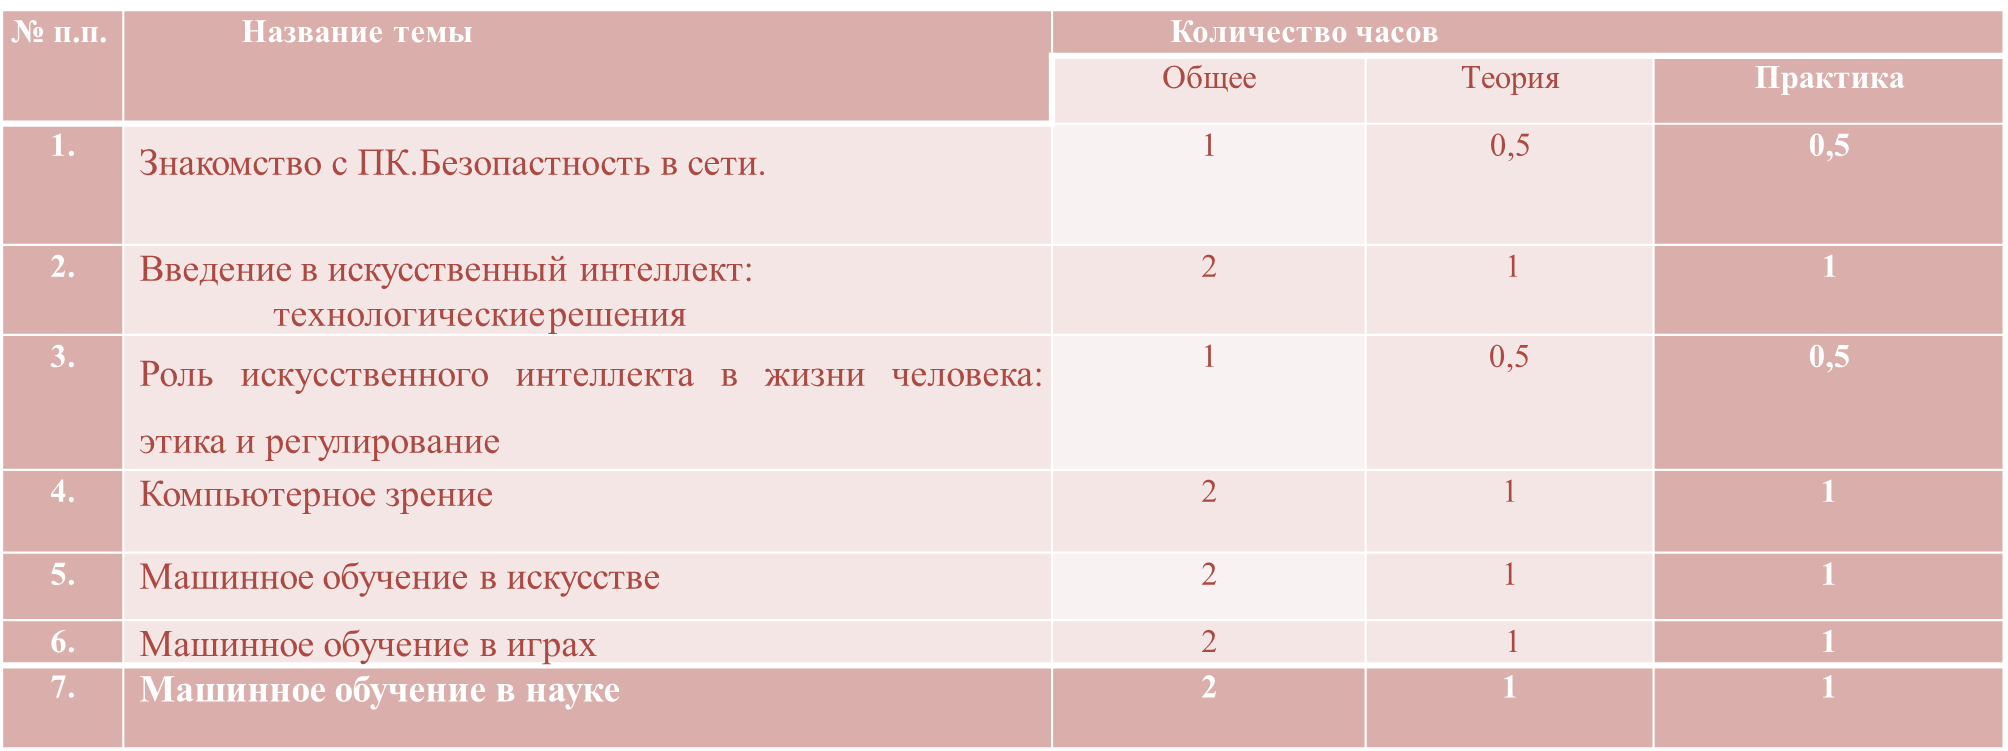 № п.п. Название темы Количество часов
Общее Теория Практика
1. Знакомство с ПК.Безопастность в сети. 1 0,5 0,5
2. Введение в искусственный интеллект: 2 1 1
технологическиерешения
3. Роль искусственного интеллекта в жизни человека: 1 0,5 0,5
этика и регулирование
4. Компьютерное зрение 2 1 1
5. Машинное обучение в искусстве 2 1 1
6. Машинное обучение в играх 2 1 1
7. Машинное обучение в науке 2 1 1